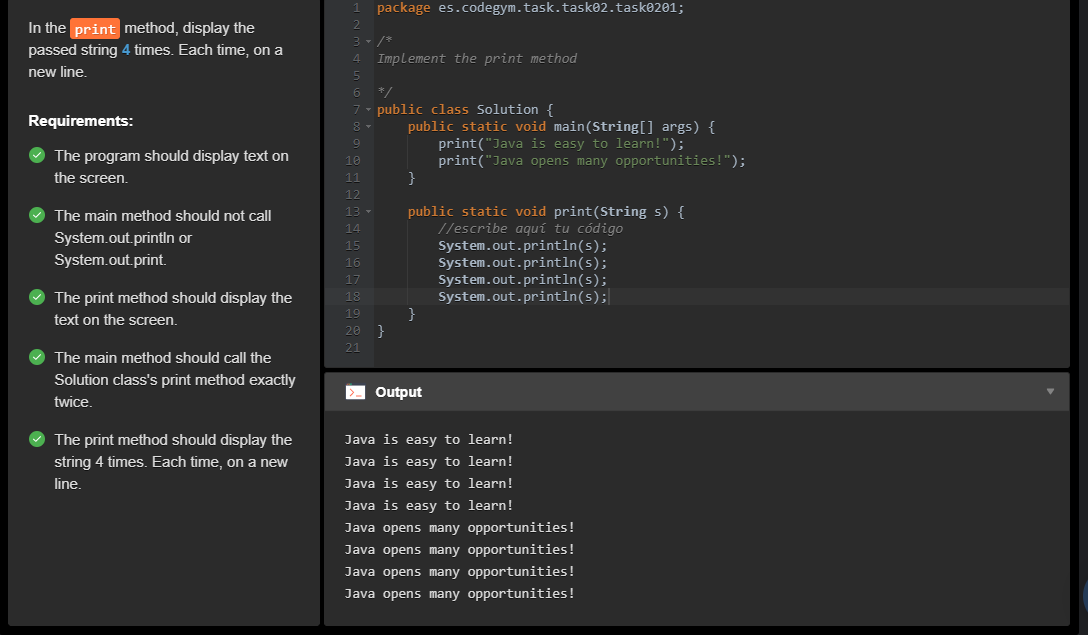 In the print method, display the
passed string 4 times. Each time, on a
new line.
Requirements:
The program should display text on
the screen.
The main method should not call
System.out.println or
System.out.print.
The print method should display the
text on the screen.
The main method should call the
Solution class's print method exactly
twice.
The print method should display the
string 4 times. Each time, on a new
line.
1 package es.codegym.task.task02.task0201;
2
3 /*
4 Implement the print method
5
6 */
7 public class Solution {
8     public static void main(String[] args) {
9         print("Java is easy to learn!");
10         print("Java opens many opportunities!");
11     }
12
13     public static void print(String s) {
14         //escribe aquí tu código
15         System.out.println(s);
16         System.out.println(s);
17         System.out.println(s);
18         System.out.println(s);
19     }
20 }
21
Output
Java is easy to learn!
Java is easy to learn!
Java is easy to learn!
Java is easy to learn!
Java opens many opportunities!
Java opens many opportunities!
Java opens many opportunities!
Java opens many opportunities!